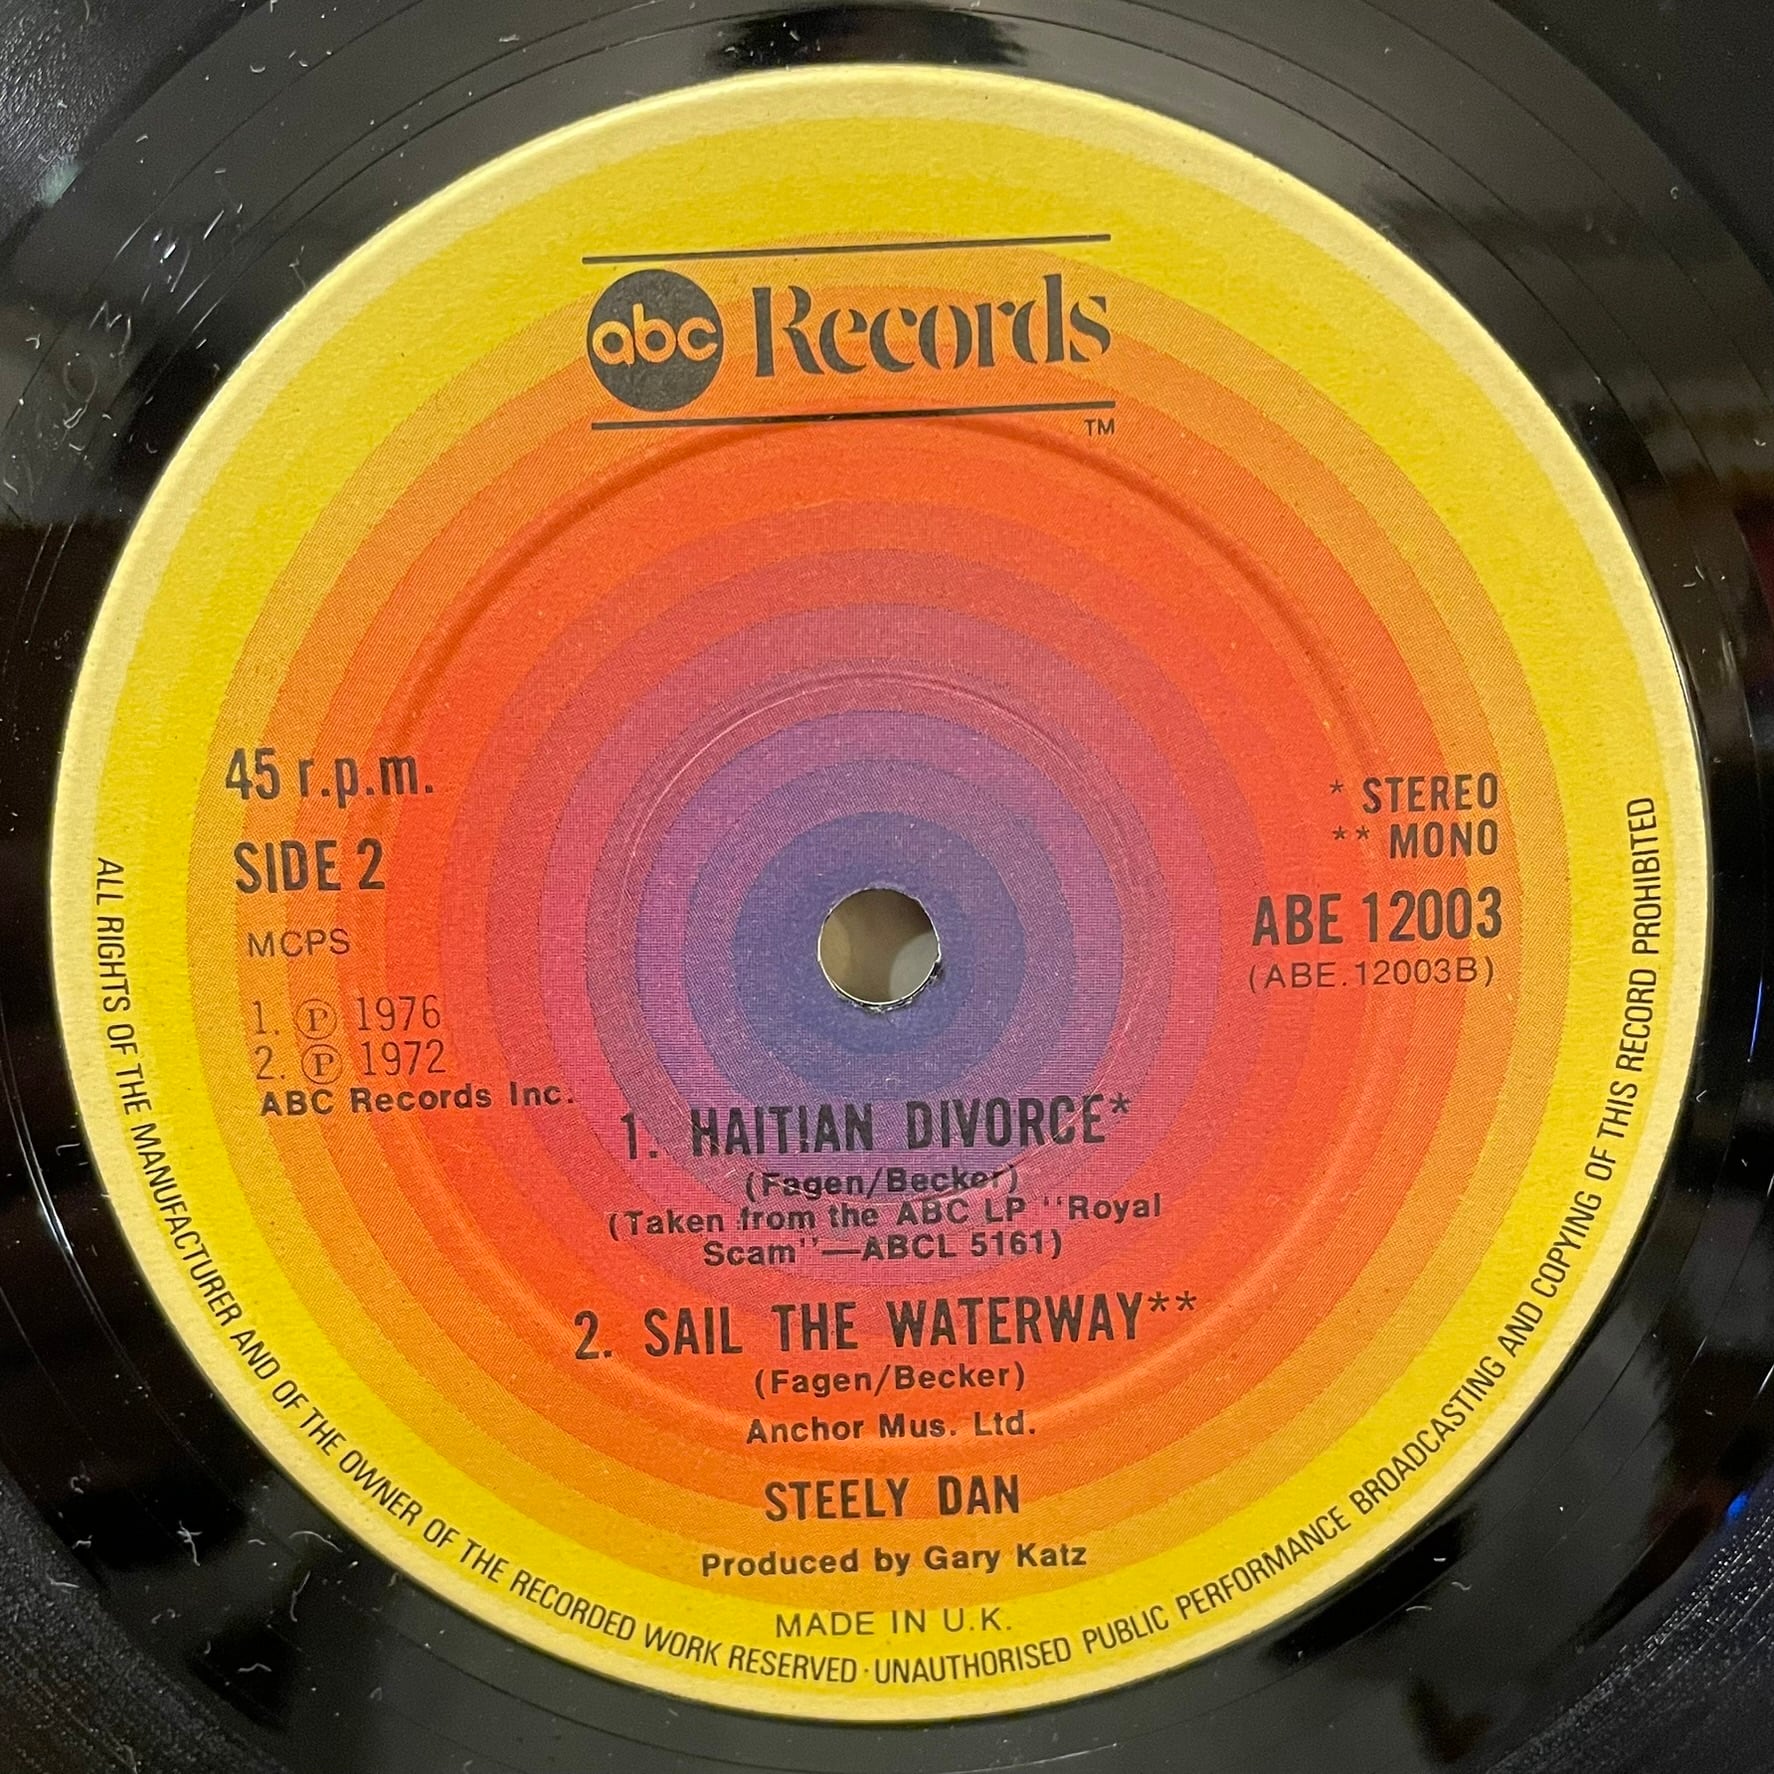 abc Records
TM
45 r.p.m.
SIDE 2
MCPS
1. Ⓟ 1976
2. Ⓟ 1972
ABC Records Inc.
* STEREO
** MONO
ABE 12003
(ABE.12003B)
1. HAITIAN DIVORCE*
(Fagen/Becker)
(Taken from the ABC LP "Royal
Scam"—ABCL 5161)
2. SAIL THE WATERWAY**
(Fagen/Becker)
Anchor Mus. Ltd.
STEELY DAN
Produced by Gary Katz
MADE IN U.K.
ALL RIGHTS OF THE MANUFACTURER AND OF THE OWNER OF THE RECORDED WORK RESERVED · UNAUTHORISED PUBLIC PERFORMANCE BROADCASTING AND COPYING OF THIS RECORD PROHIBITED